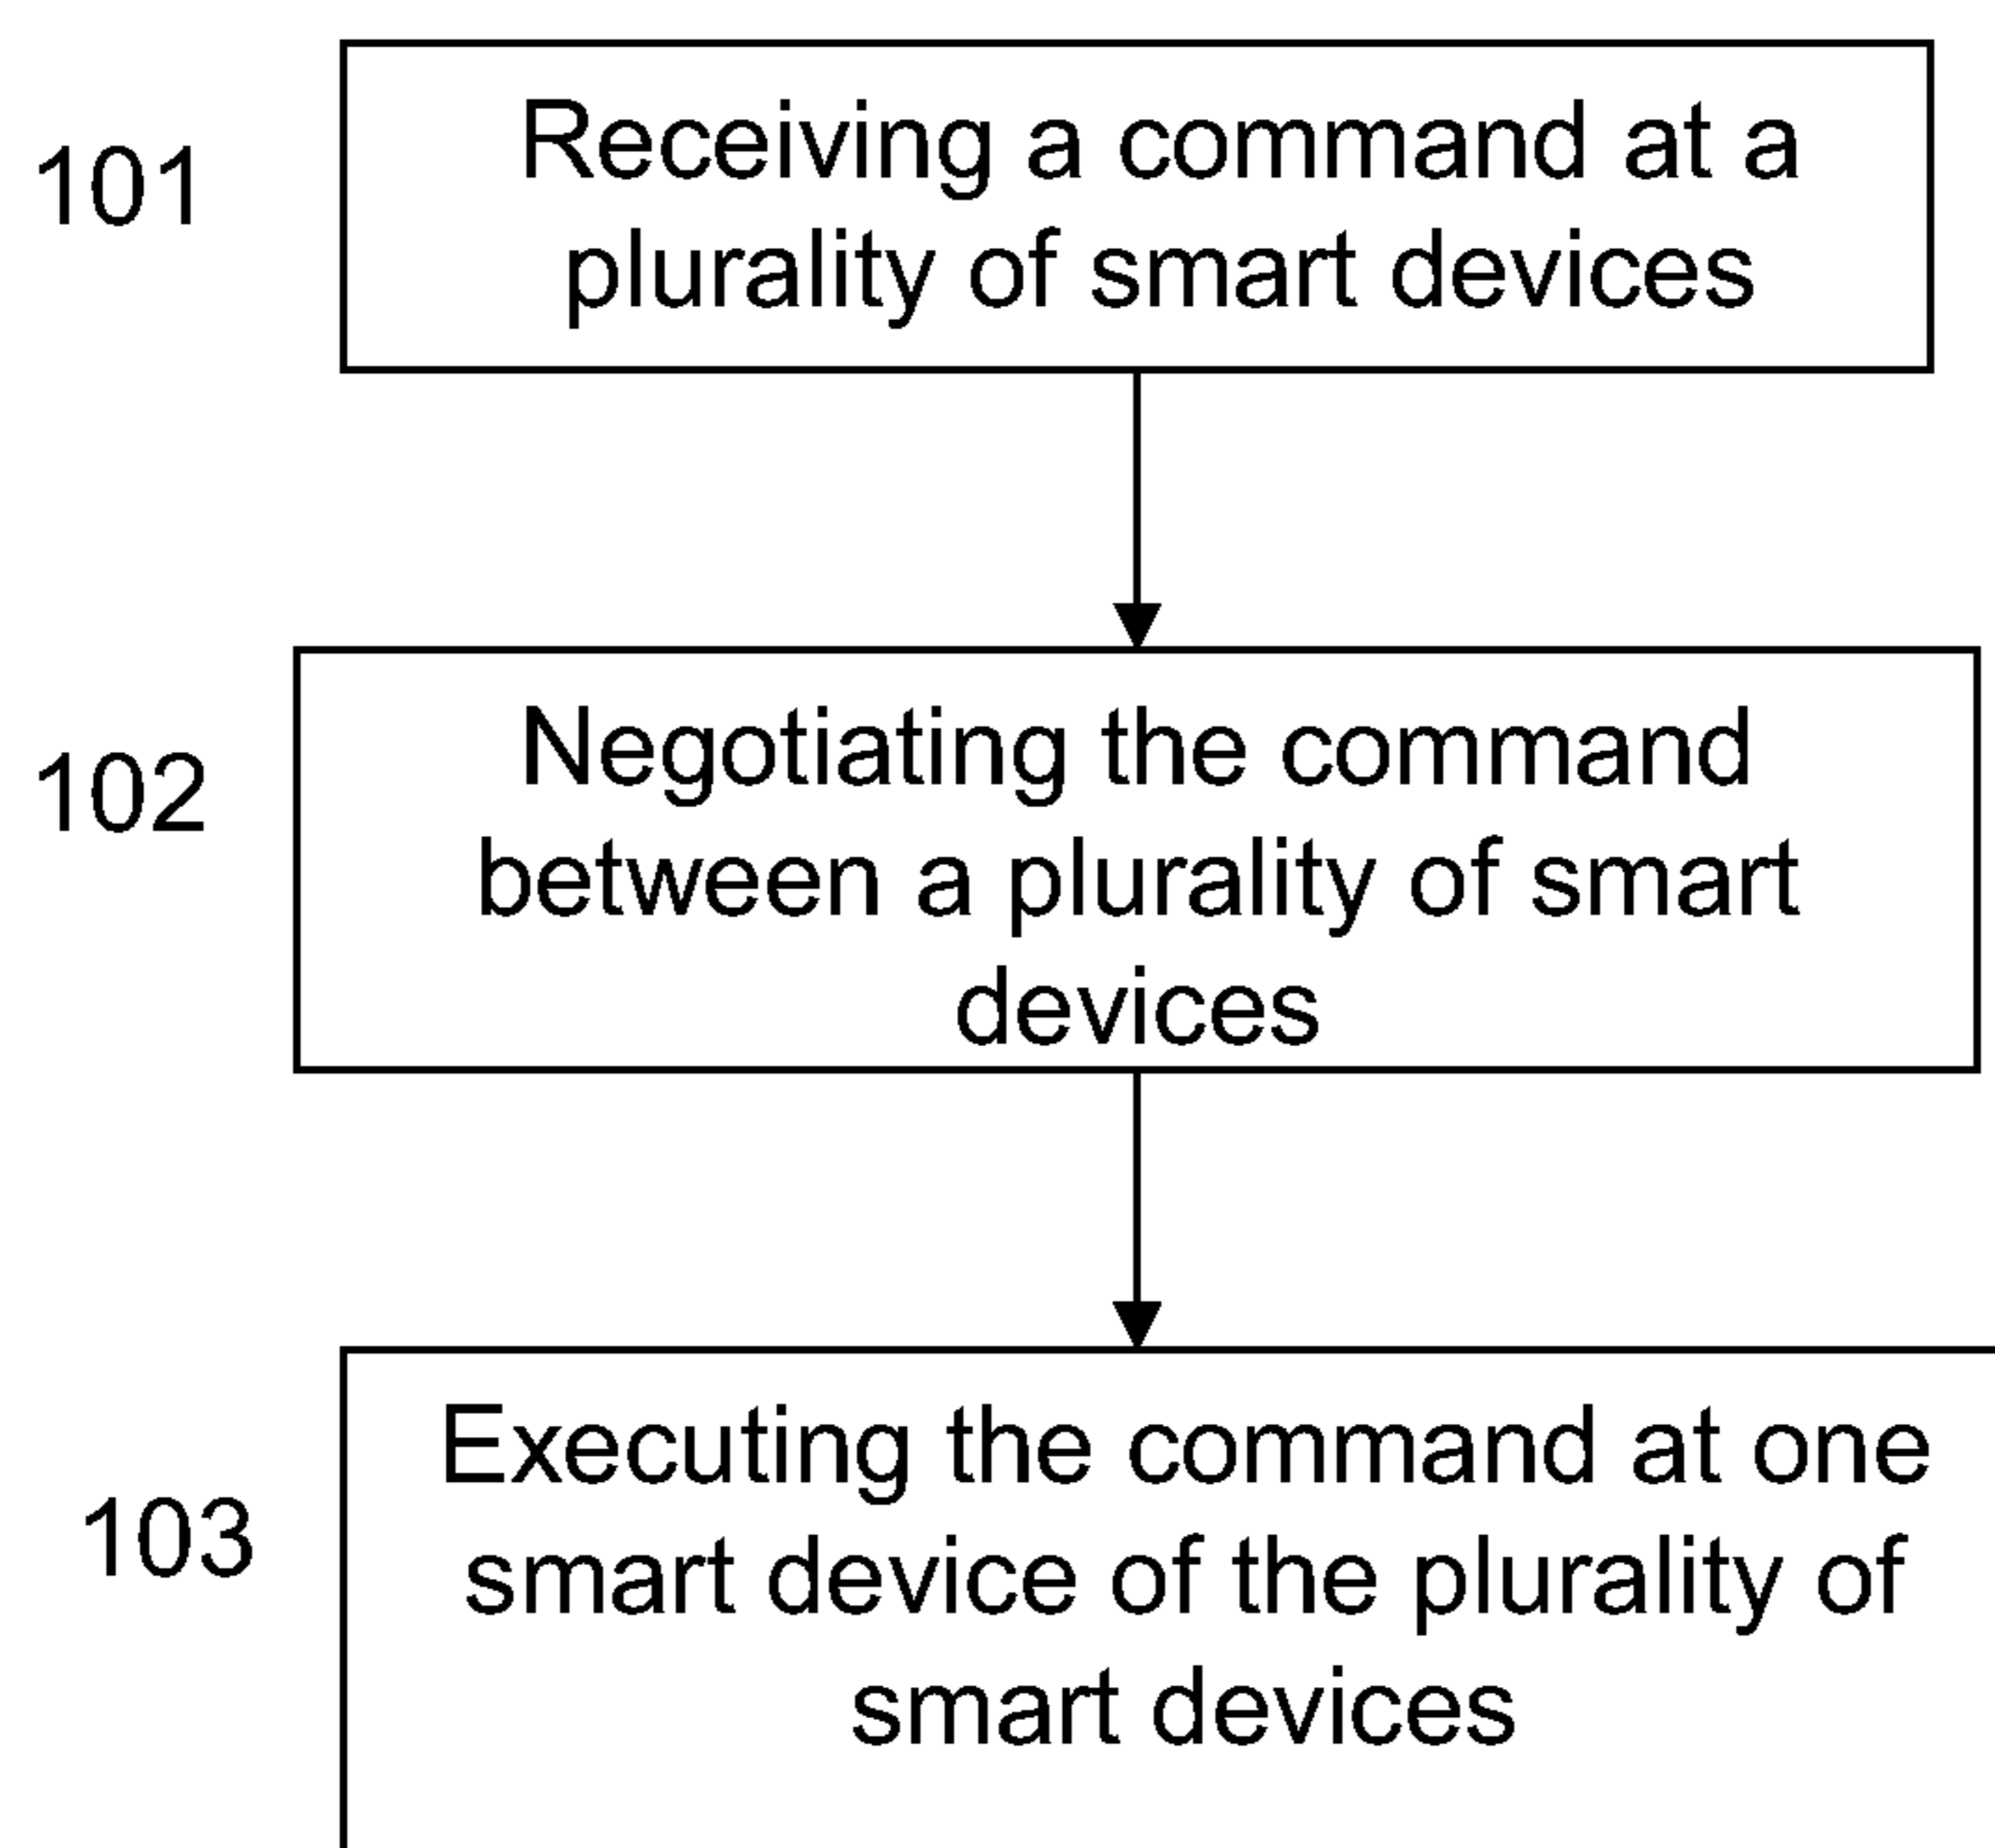 101
Receiving a command at a
plurality of smart devices
102
Negotiating the command
between a plurality of smart
devices
103
Executing the command at one
smart device of the plurality of
smart devices